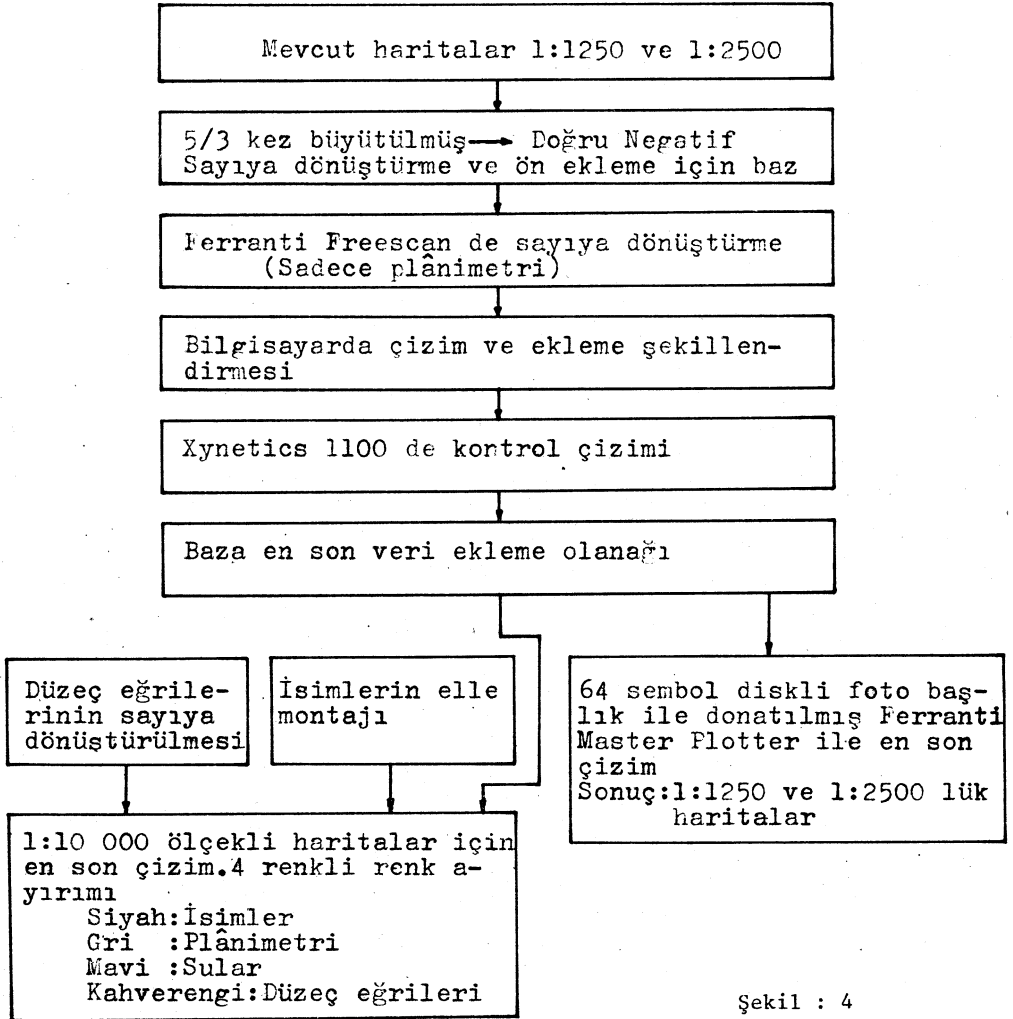 Mevcut haritalar 1:1250 ve 1:2500
5/3 kez büyütülmüş→ Doğru Negatif
Sayıya dönüştürme ve ön ekleme için baz
Ferranti Freescan de sayıya dönüştürme
(Sadece plânimetri)
Bilgisayarda çizim ve ekleme şekillen-
dirmesi
Xynetics 1100 de kontrol çizimi
Baza en son veri ekleme olanağı
Düzeç eğrile-
rinin sayıya
dönüştürülmesi
İsimlerin elle
montajı
64 sembol diskli foto baş-
lık ile donatılmış Ferranti
Master Plotter ile en son
çizim
Sonuç:1:1250 ve 1:2500 lük
haritalar
1:10 000 ölçekli haritalar için
en son çizim.4 renkli renk a-
yırımı
Siyah:İsimler
Gri :Plânimetri
Mavi :Sular
Kahverengi:Düzeç eğrileri
Şekil : 4